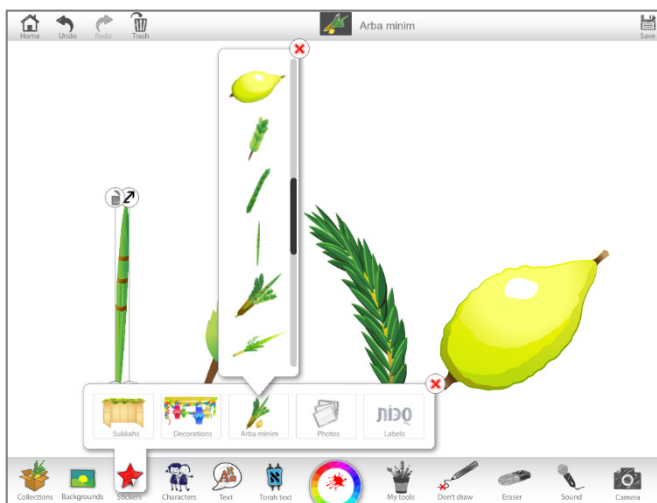 Home
Undo
Redo
Trash
Arba minim
Save
סכות
Sukkahs
Decorations
Arba minim
Photos
Labels
Collections
Backgrounds
Stickers
Characters
Text
Torah text
My tools
Don't draw
Eraser
Sound
Camera